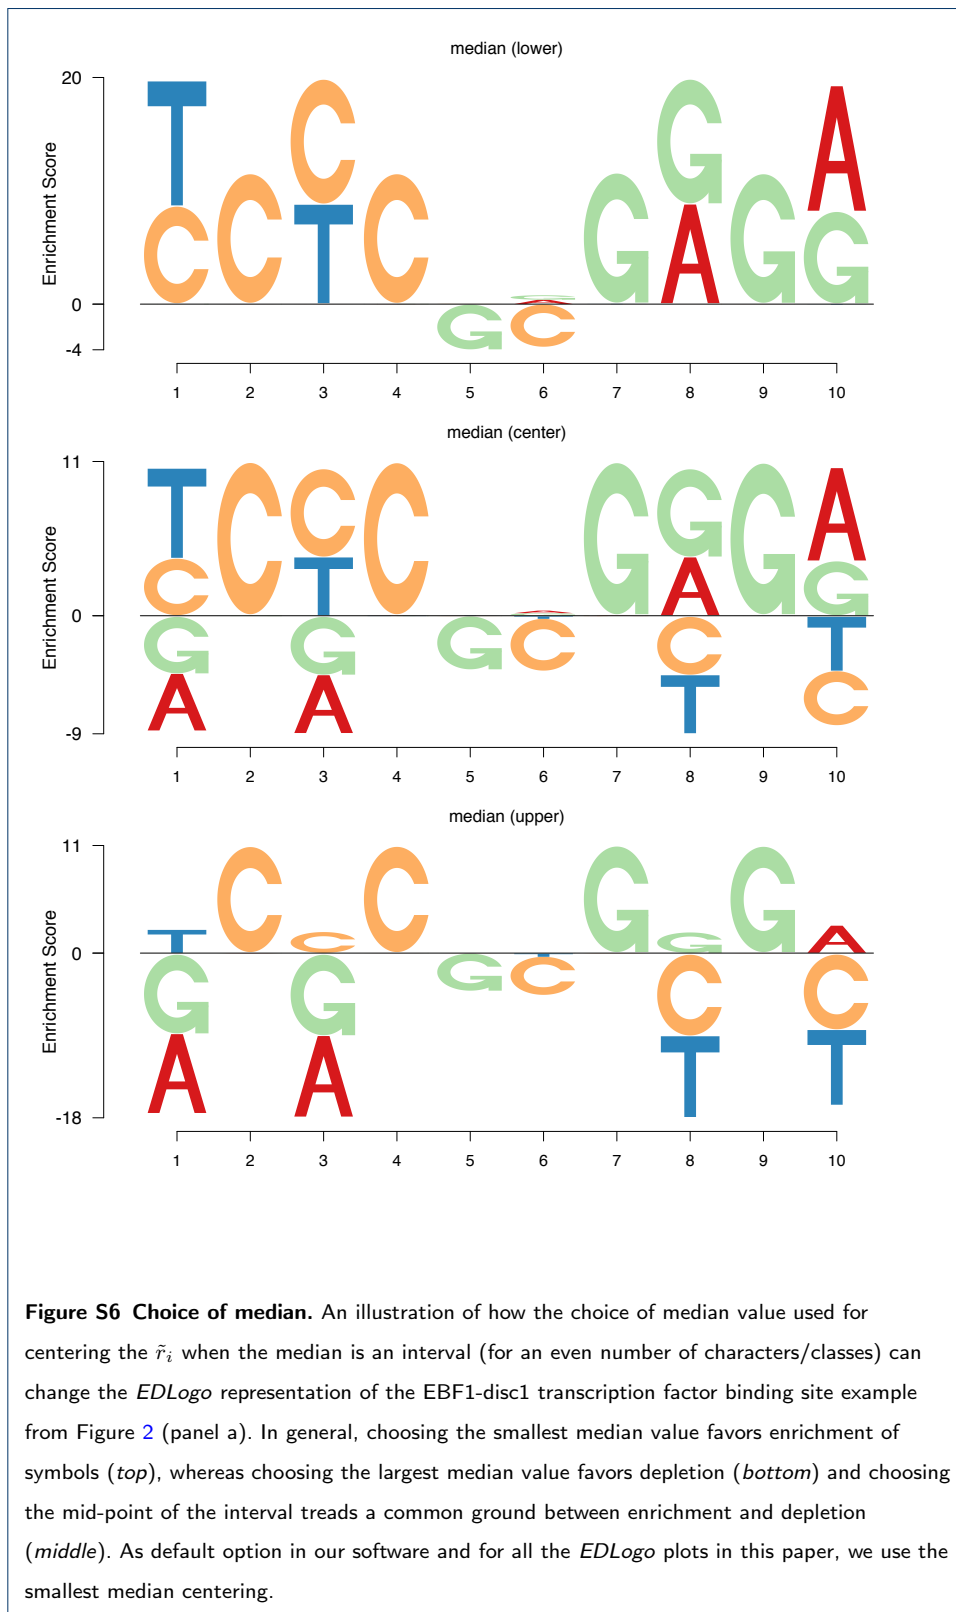 median (lower)
20
0
-4
Enrichment Score
T C C C T C G C G G A G A G
1 2 3 4 5 6 7 8 9 10
median (center)
11
0
-9
Enrichment Score
T C G A C C T G A C G C G G A C T G A G T C
1 2 3 4 5 6 7 8 9 10
median (upper)
11
0
-18
Enrichment Score
T G A C C G A C G C G G C T G A C T
1 2 3 4 5 6 7 8 9 10
Figure S6 Choice of median. An illustration of how the choice of median value used for
centering the r̃ᵢ when the median is an interval (for an even number of characters/classes) can
change the EDLogo representation of the EBF1-disc1 transcription factor binding site example
from Figure 2 (panel a). In general, choosing the smallest median value favors enrichment of
symbols (top), whereas choosing the largest median value favors depletion (bottom) and choosing
the mid-point of the interval treads a common ground between enrichment and depletion
(middle). As default option in our software and for all the EDLogo plots in this paper, we use the
smallest median centering.